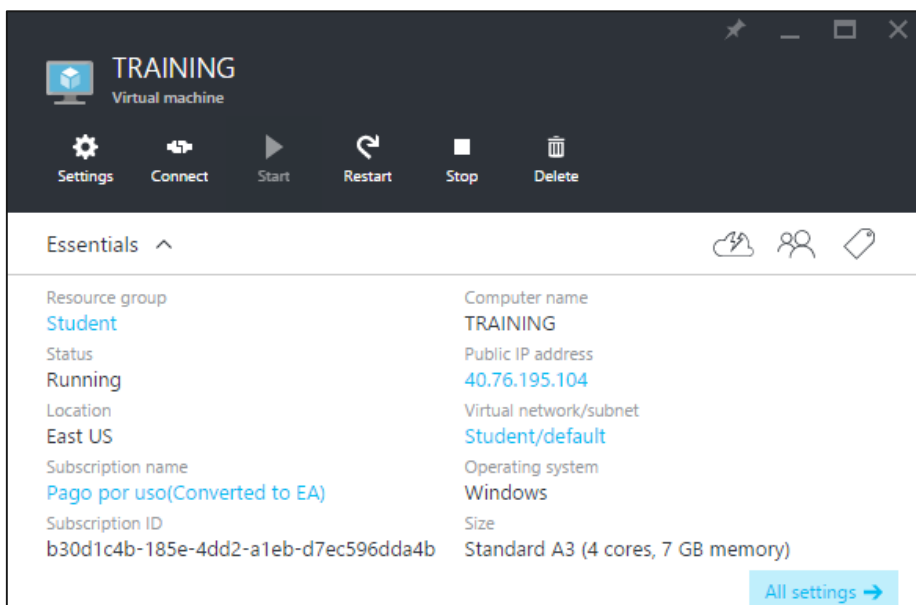 TRAINING
Virtual machine
Settings Connect Start Restart Stop Delete
Essentials
Resource group
Student
Status
Running
Location
East US
Subscription name
Pago por uso(Converted to EA)
Subscription ID
b30d1c4b-185e-4dd2-a1eb-d7ec596dda4b
Computer name
TRAINING
Public IP address
40.76.195.104
Virtual network/subnet
Student/default
Operating system
Windows
Size
Standard A3 (4 cores, 7 GB memory)
All settings →